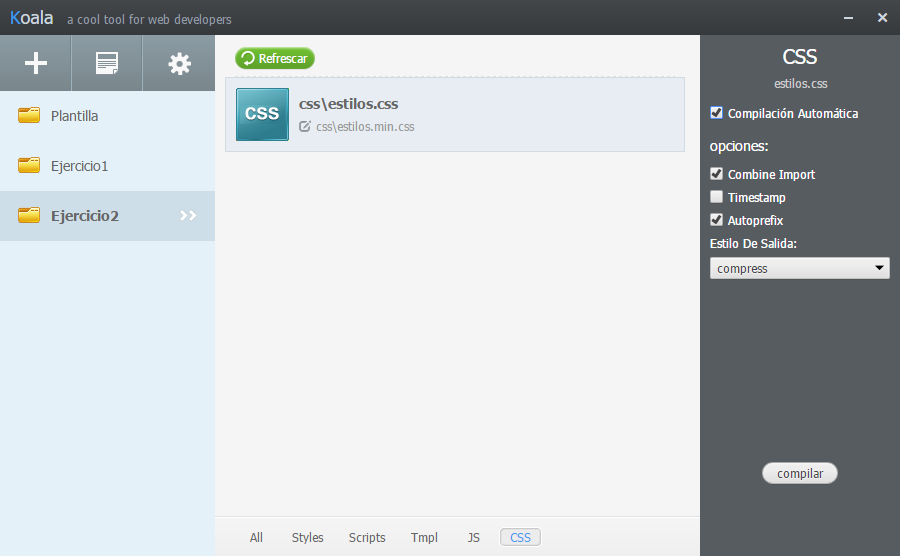 Koala a cool tool for web developers
Plantilla
Ejercicio1
Ejercicio2
Refrescar
CSS
css\estilos.css
css\estilos.min.css
All Styles Scripts Tmpl JS CSS
CSS
estilos.css
Compilación Automática
opciones:
Combine Import
Timestamp
Autoprefix
Estilo De Salida:
compress
compilar